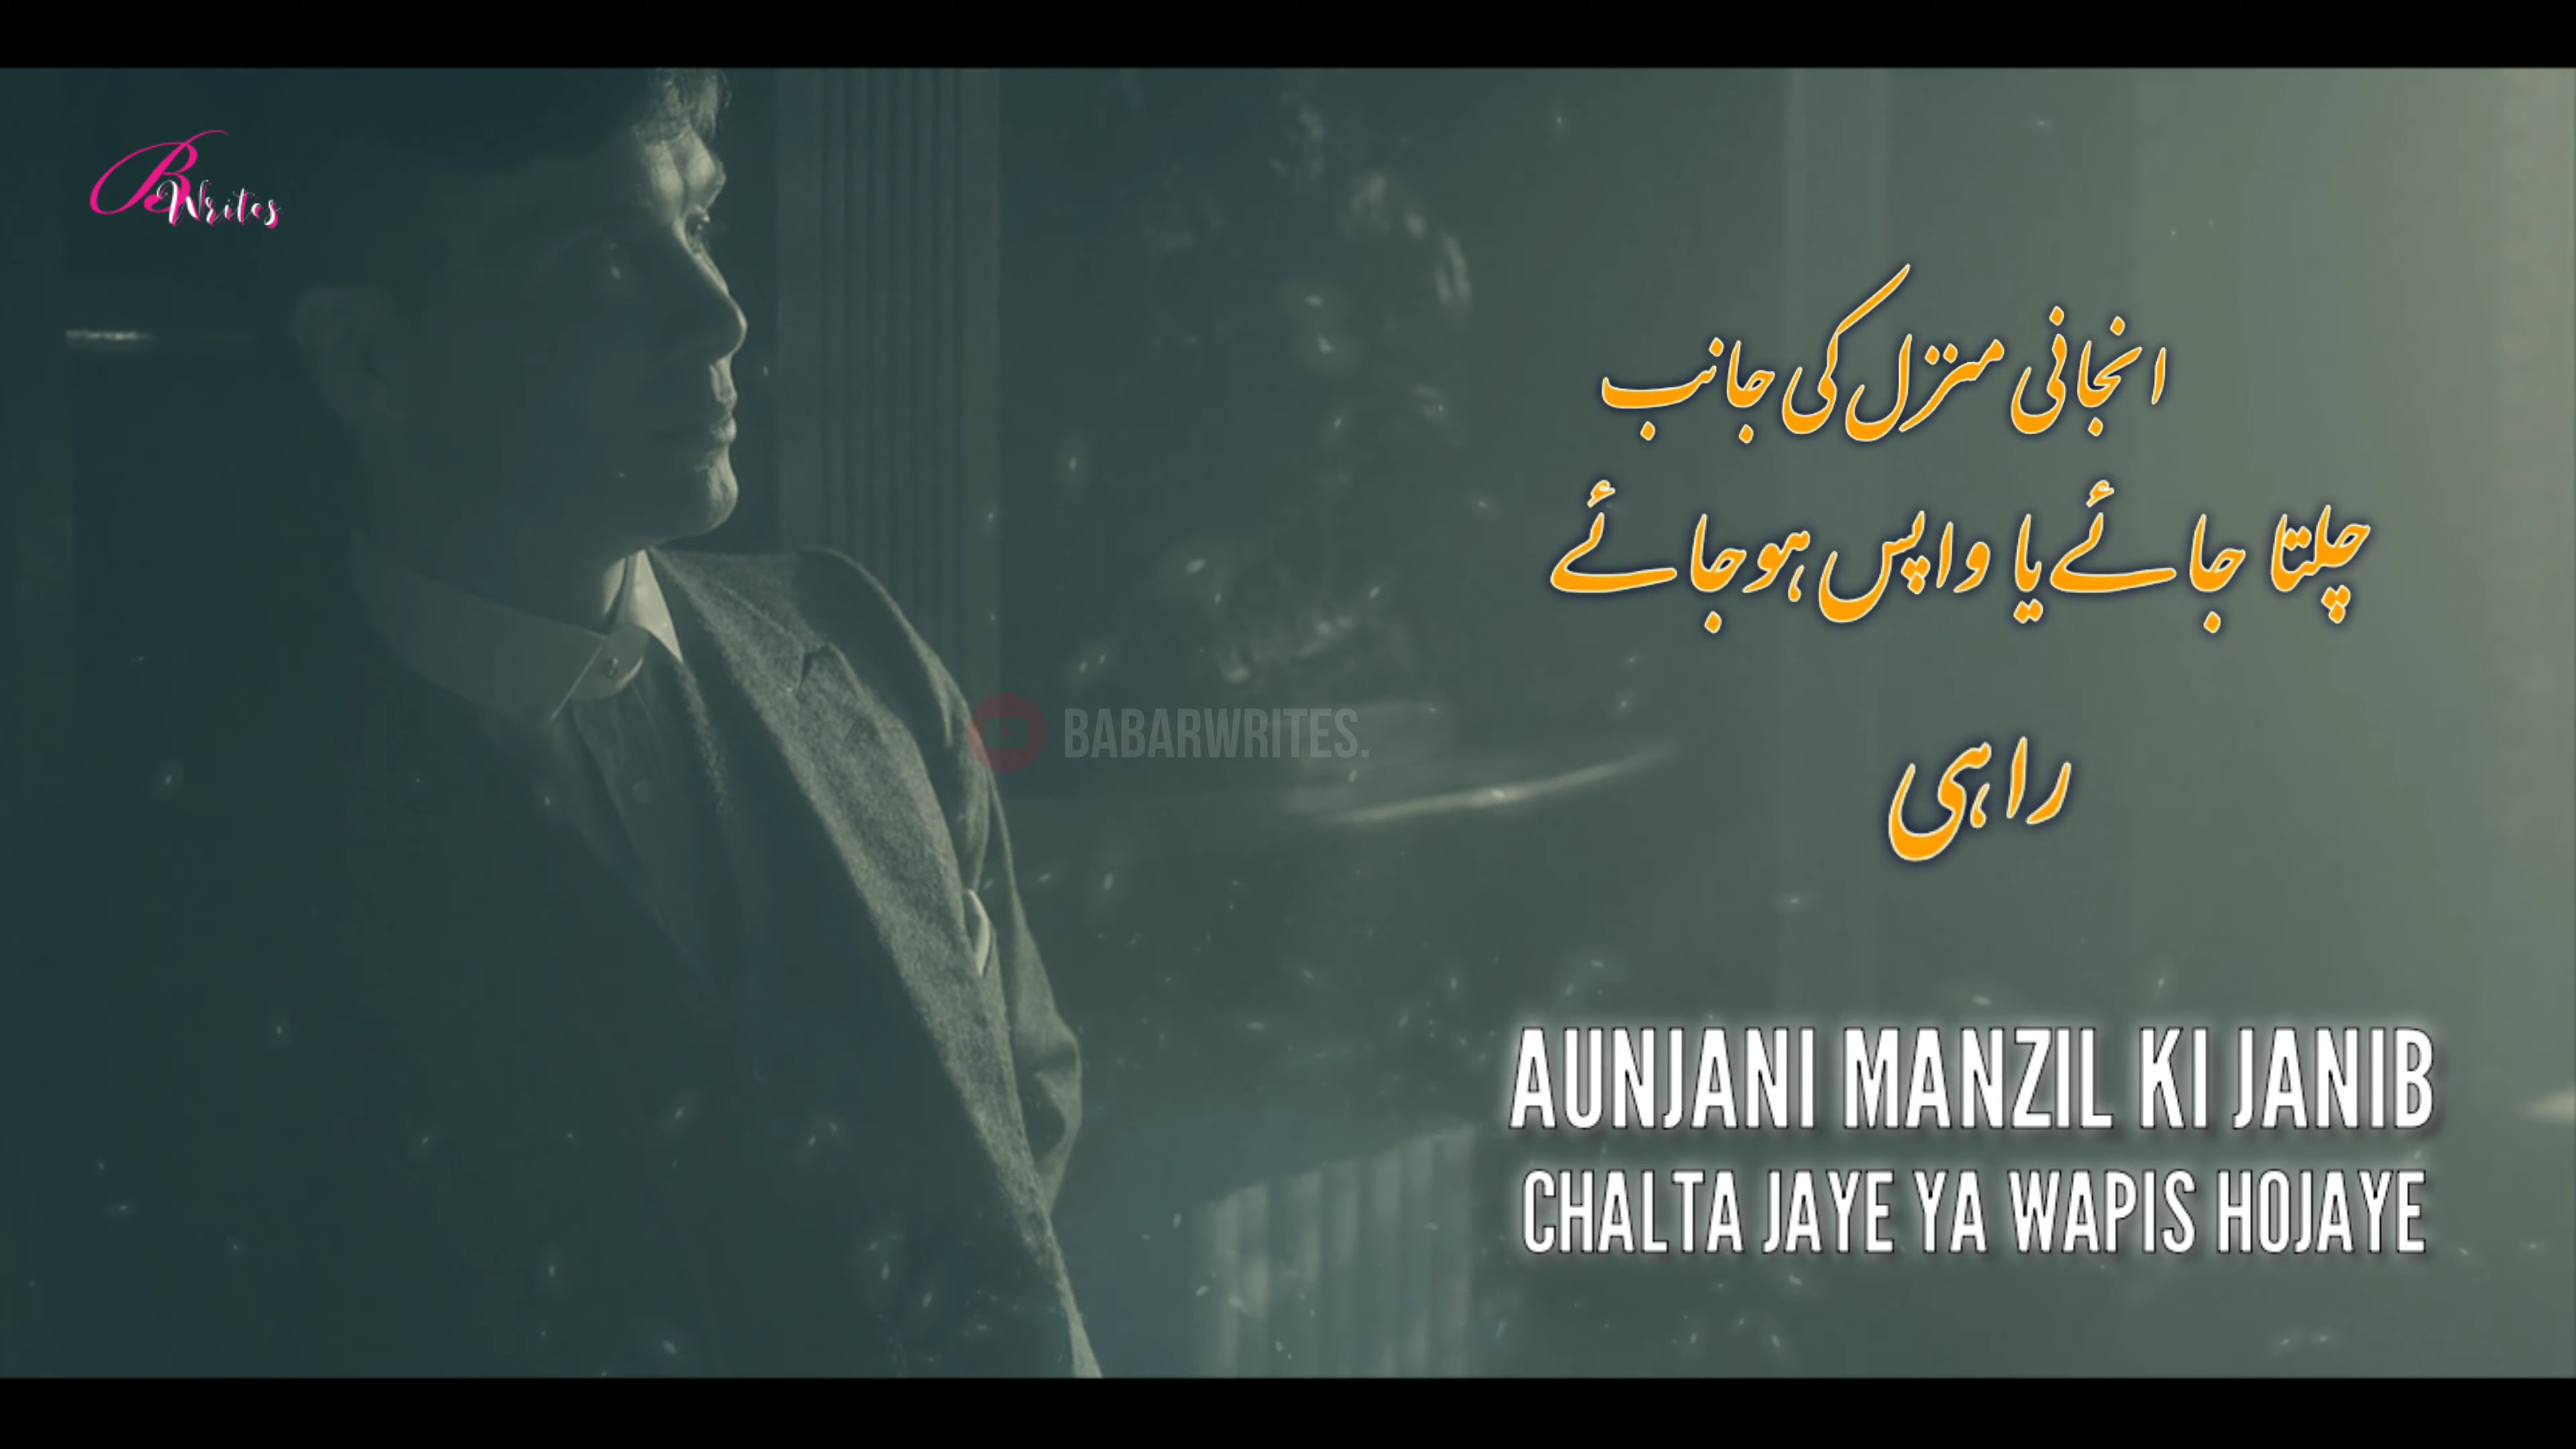 B Writes
انجانی منزل کی جانب
چلتا جائے یا واپس ہوجائے
راہی
BABARWRITES.
AUNJANI MANZIL KI JANIB
CHALTA JAYE YA WAPIS HOJAYE